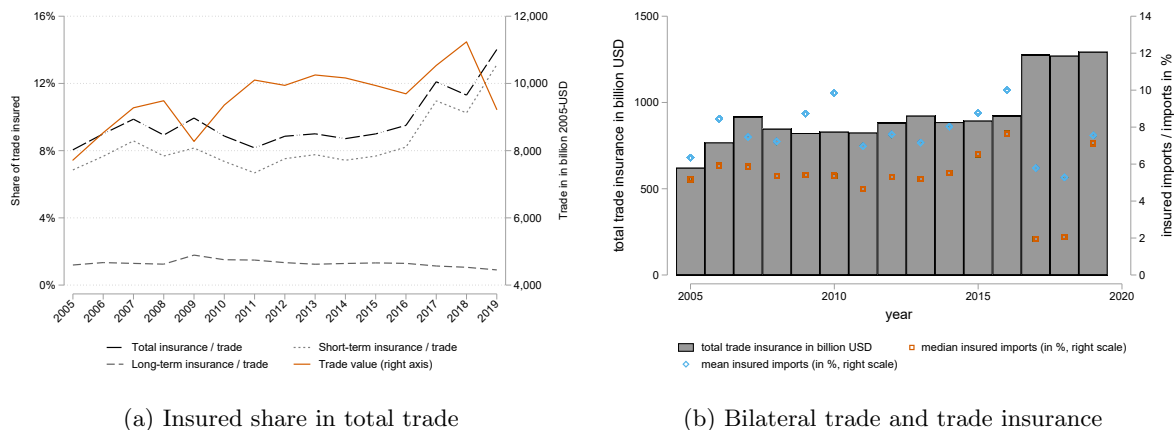 16%
12%
8%
4%
0%
Share of trade insured
12,000
10,000
8,000
6,000
4,000
Trade in in billion 2005-USD
2005 2006 2007 2008 2009 2010 2011 2012 2013 2014 2015 2016 2017 2018 2019
Total insurance / trade Short-term insurance / trade
Long-term insurance / trade Trade value (right axis)
(a) Insured share in total trade
1500
1000
500
0
total trade insurance in billion USD
14
12
10
8
6
4
2
0
insured imports / imports in %
2005 2010 2015 2020
year
total trade insurance in billion USD median insured imports (in %, right scale)
mean insured imports (in %, right scale)
(b) Bilateral trade and trade insurance